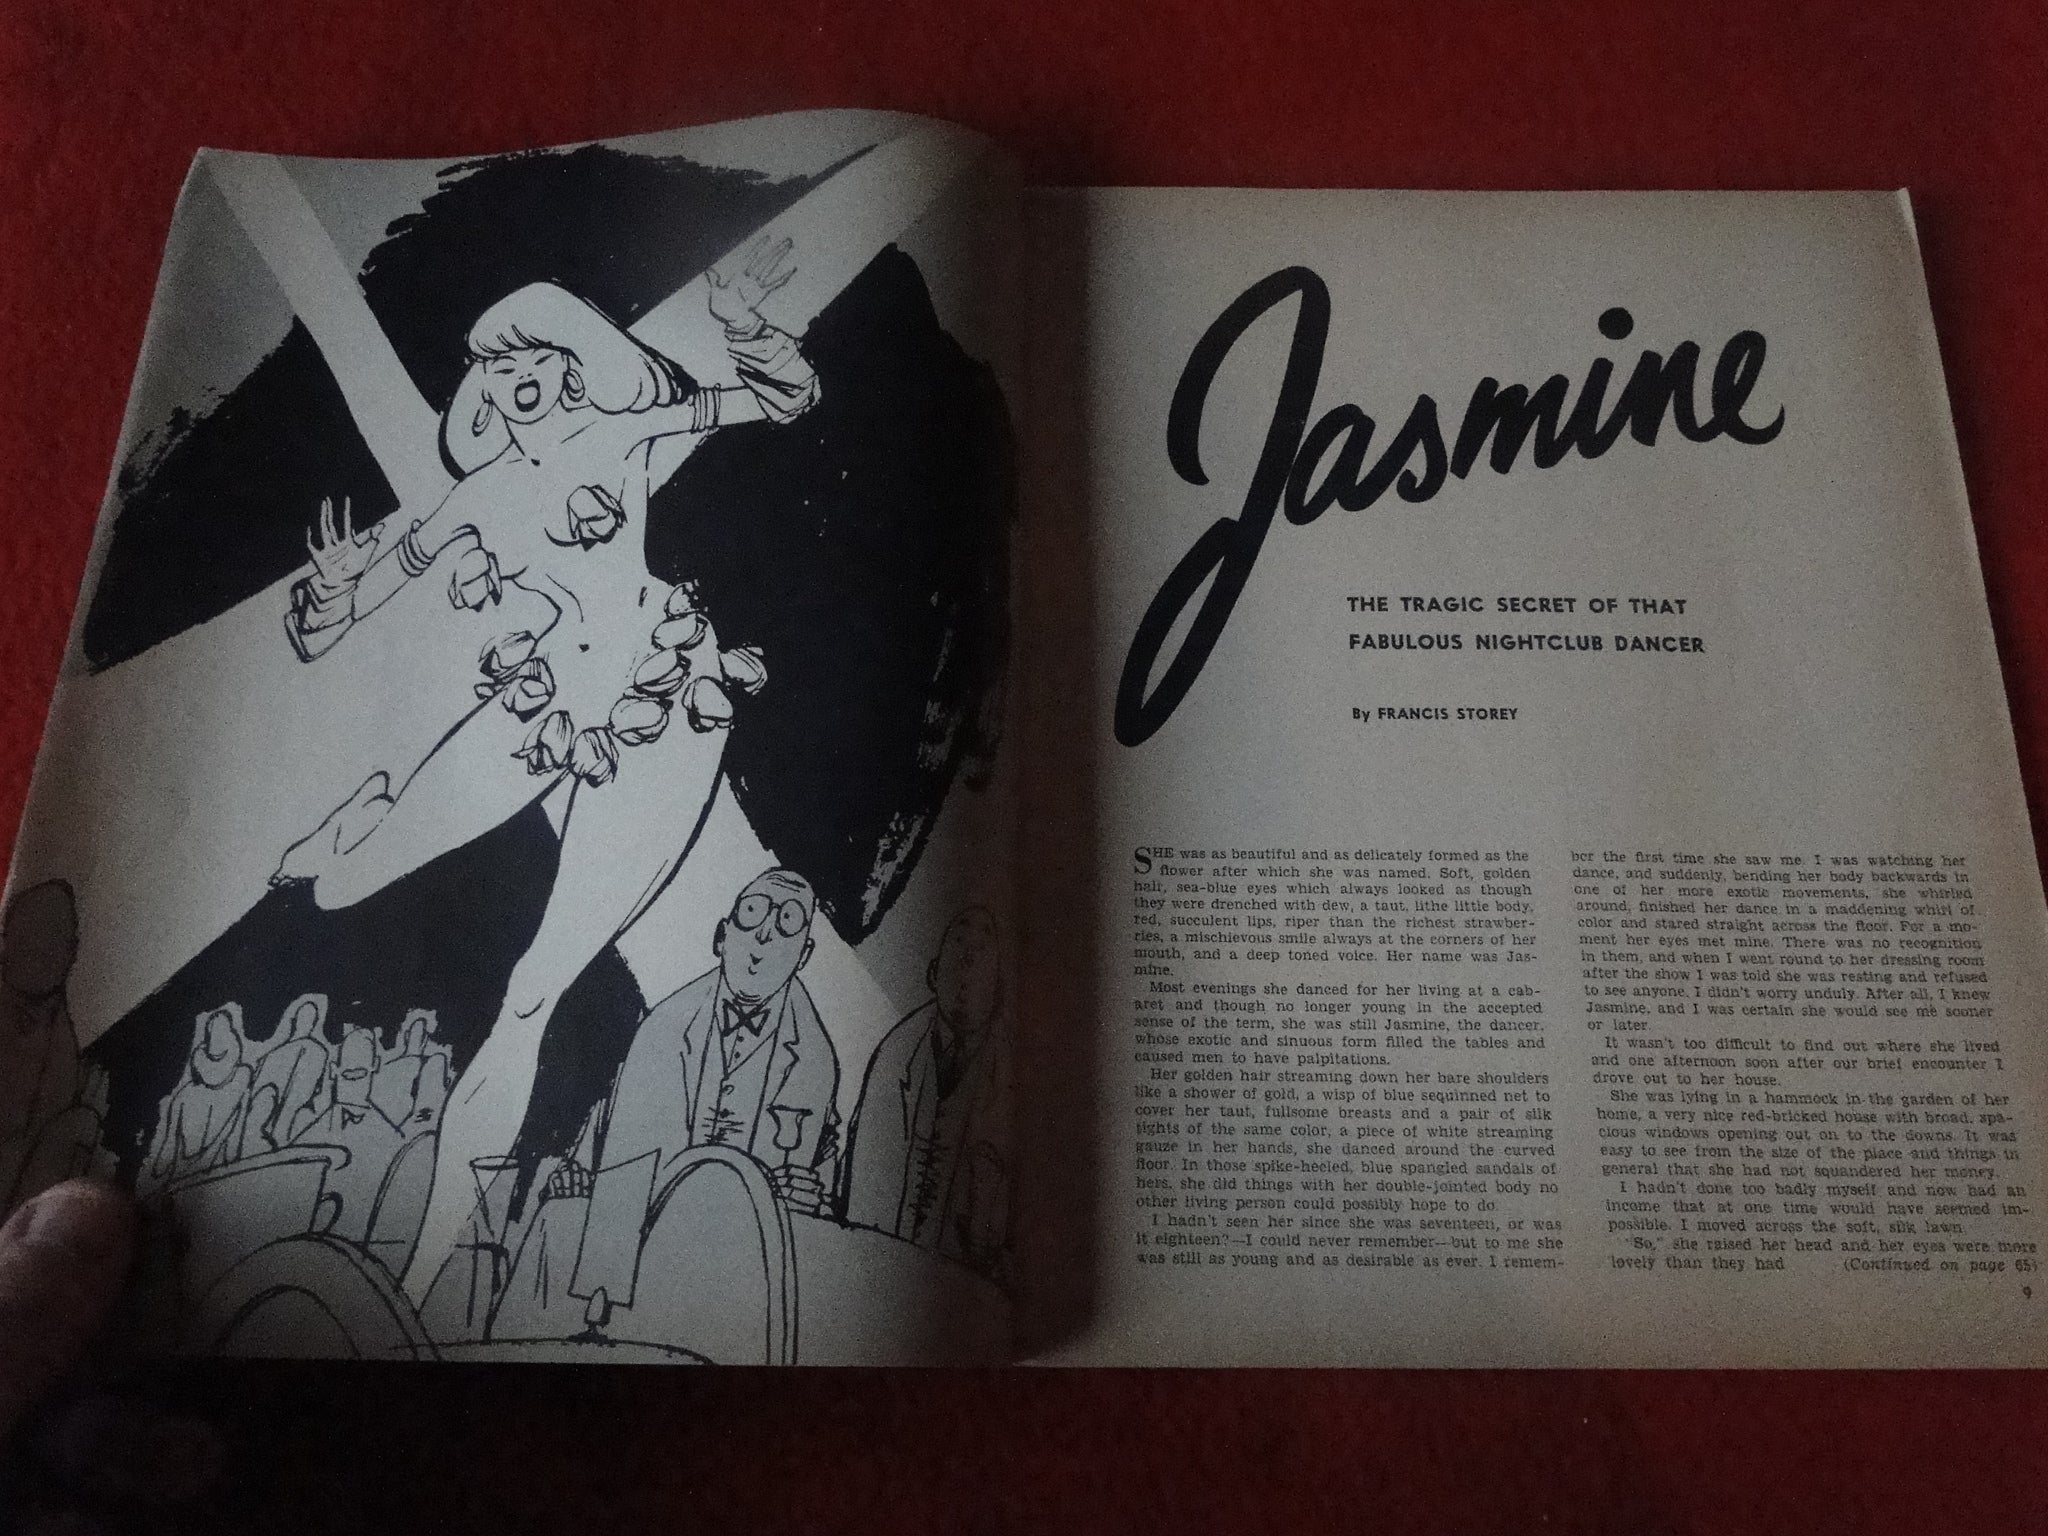 Jasmine
THE TRAGIC SECRET OF THAT
FABULOUS NIGHTCLUB DANCER
By FRANCIS STOREY
SHE was as beautiful and as delicately formed as the
flower after which she was named. Soft, golden
hair, sea-blue eyes which always looked as though
they were drenched with dew, a taut, lithe little body,
red, succulent lips, riper than the richest strawber-
ries, a mischievous smile always at the corners of her
mouth, and a deep toned voice. Her name was Jas-
mine.
Most evenings she danced for her living at a cab-
aret and though no longer young in the accepted
sense of the term, she was still Jasmine, the dancer,
whose exotic and sinuous form filled the tables and
caused men to have palpitations.
Her golden hair streaming down her bare shoulders
like a shower of gold, a wisp of blue sequinned net to
cover her taut, fullsome breasts and a pair of silk
tights of the same color, a piece of white streaming
gauze in her hands, she danced around the curved
floor. In those spike-heeled, blue spangled sandals of
hers, she did things with her double-jointed body no
other living person could possibly hope to do.
I hadn't seen her since she was seventeen, or was
it eighteen?—I could never remember—but to me she
was still as young and as desirable as ever. I remem-
ber the first time she saw me. I was watching her
dance, and suddenly, bending her body backwards in
one of her more exotic movements, she whirled
around, finished her dance in a maddening whirl of
color and stared straight across the floor. For a mo-
ment her eyes met mine. There was no recognition
in them, and when I went round to her dressing room
after the show I was told she was resting and refused
to see anyone. I didn't worry unduly. After all, I knew
Jasmine, and I was certain she would see me sooner
or later.
It wasn't too difficult to find out where she lived
and one afternoon soon after our brief encounter I
drove out to her house.
She was lying in a hammock in the garden of her
home, a very nice red-bricked house with broad, spa-
cious windows opening out on to the downs. It was
easy to see from the size of the place and things in
general that she had not squandered her money.
I hadn't done too badly myself and now had an
income that at one time would have seemed im-
possible. I moved across the soft, silk lawn.
"So," she raised her head and her eyes were more
lovely than they had (Continued on page 65)
9